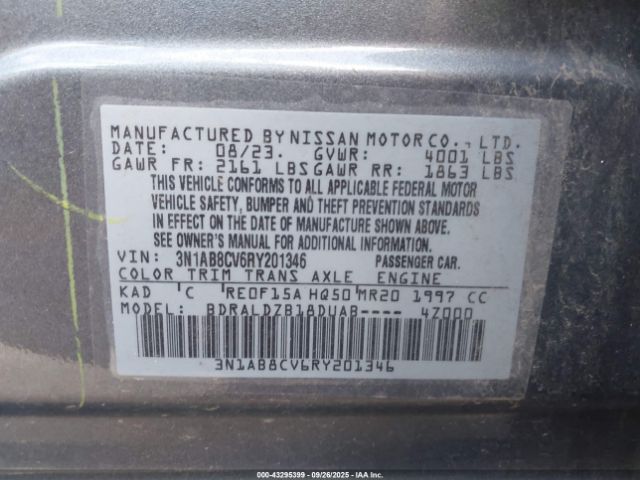 MANUFACTURED BY NISSAN MOTOR CO., LTD.
DATE: 08/23. GVWR: 4001 LBS
GAWR FR: 2161 LBS GAWR RR: 1863 LBS
THIS VEHICLE CONFORMS TO ALL APPLICABLE FEDERAL MOTOR
VEHICLE SAFETY, BUMPER AND THEFT PREVENTION STANDARDS
IN EFFECT ON THE DATE OF MANUFACTURE SHOWN ABOVE.
SEE OWNER'S MANUAL FOR ADDITIONAL INFORMATION.
VIN: 3N1AB8CV6RY201346 PASSENGER CAR.
COLOR TRIM TRANS AXLE ENGINE
KAD C RE0F15A HQ50 MR20 1997 CC
MODEL: BDRALDZB18DUAB---- 4Z000
3N1AB8CV6RY201346
000-43295399 | 09/26/2025 | IAA Inc.